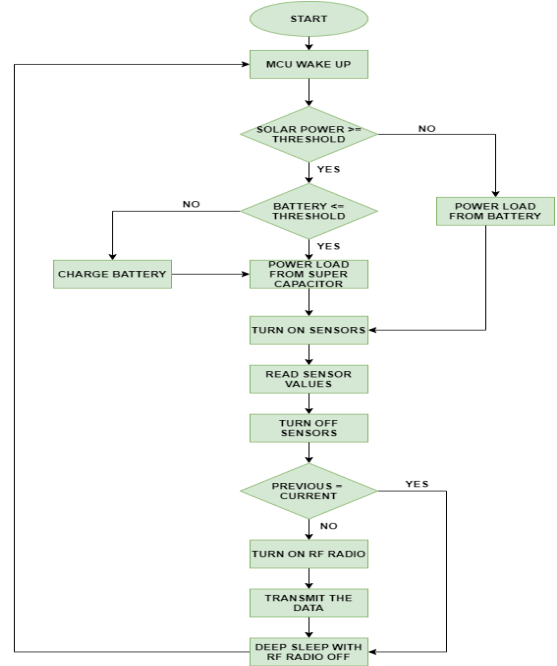 START
MCU WAKE UP
SOLAR POWER >=
THRESHOLD
NO
YES
BATTERY <=
THRESHOLD
NO
POWER LOAD
FROM BATTERY
YES
CHARGE BATTERY
POWER LOAD
FROM SUPER
CAPACITOR
TURN ON SENSORS
READ SENSOR
VALUES
TURN OFF
SENSORS
PREVIOUS =
CURRENT
YES
NO
TURN ON RF RADIO
TRANSMIT THE
DATA
DEEP SLEEP WITH
RF RADIO OFF